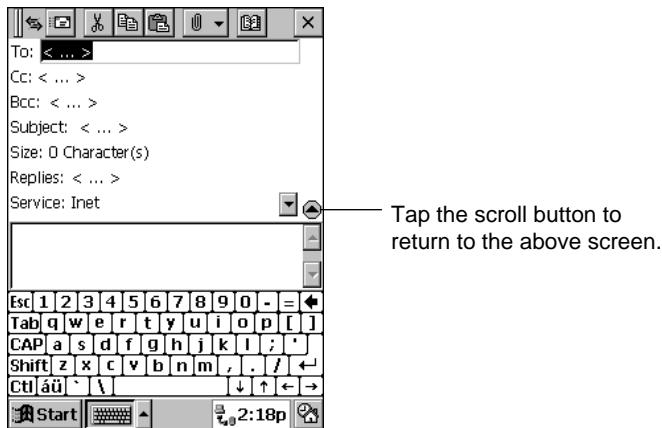 To: < ... >
Cc: < ... >
Bcc: < ... >
Subject: < ... >
Size: 0 Character(s)
Replies: < ... >
Service: Inet
Tap the scroll button to
return to the above screen.
Esc 1 2 3 4 5 6 7 8 9 0 - =
Tab q w e r t y u i o p [ ]
CAP a s d f g h j k l ; '
Shift z x c v b n m , . /
Ctl áü ` \
Start 2:18p